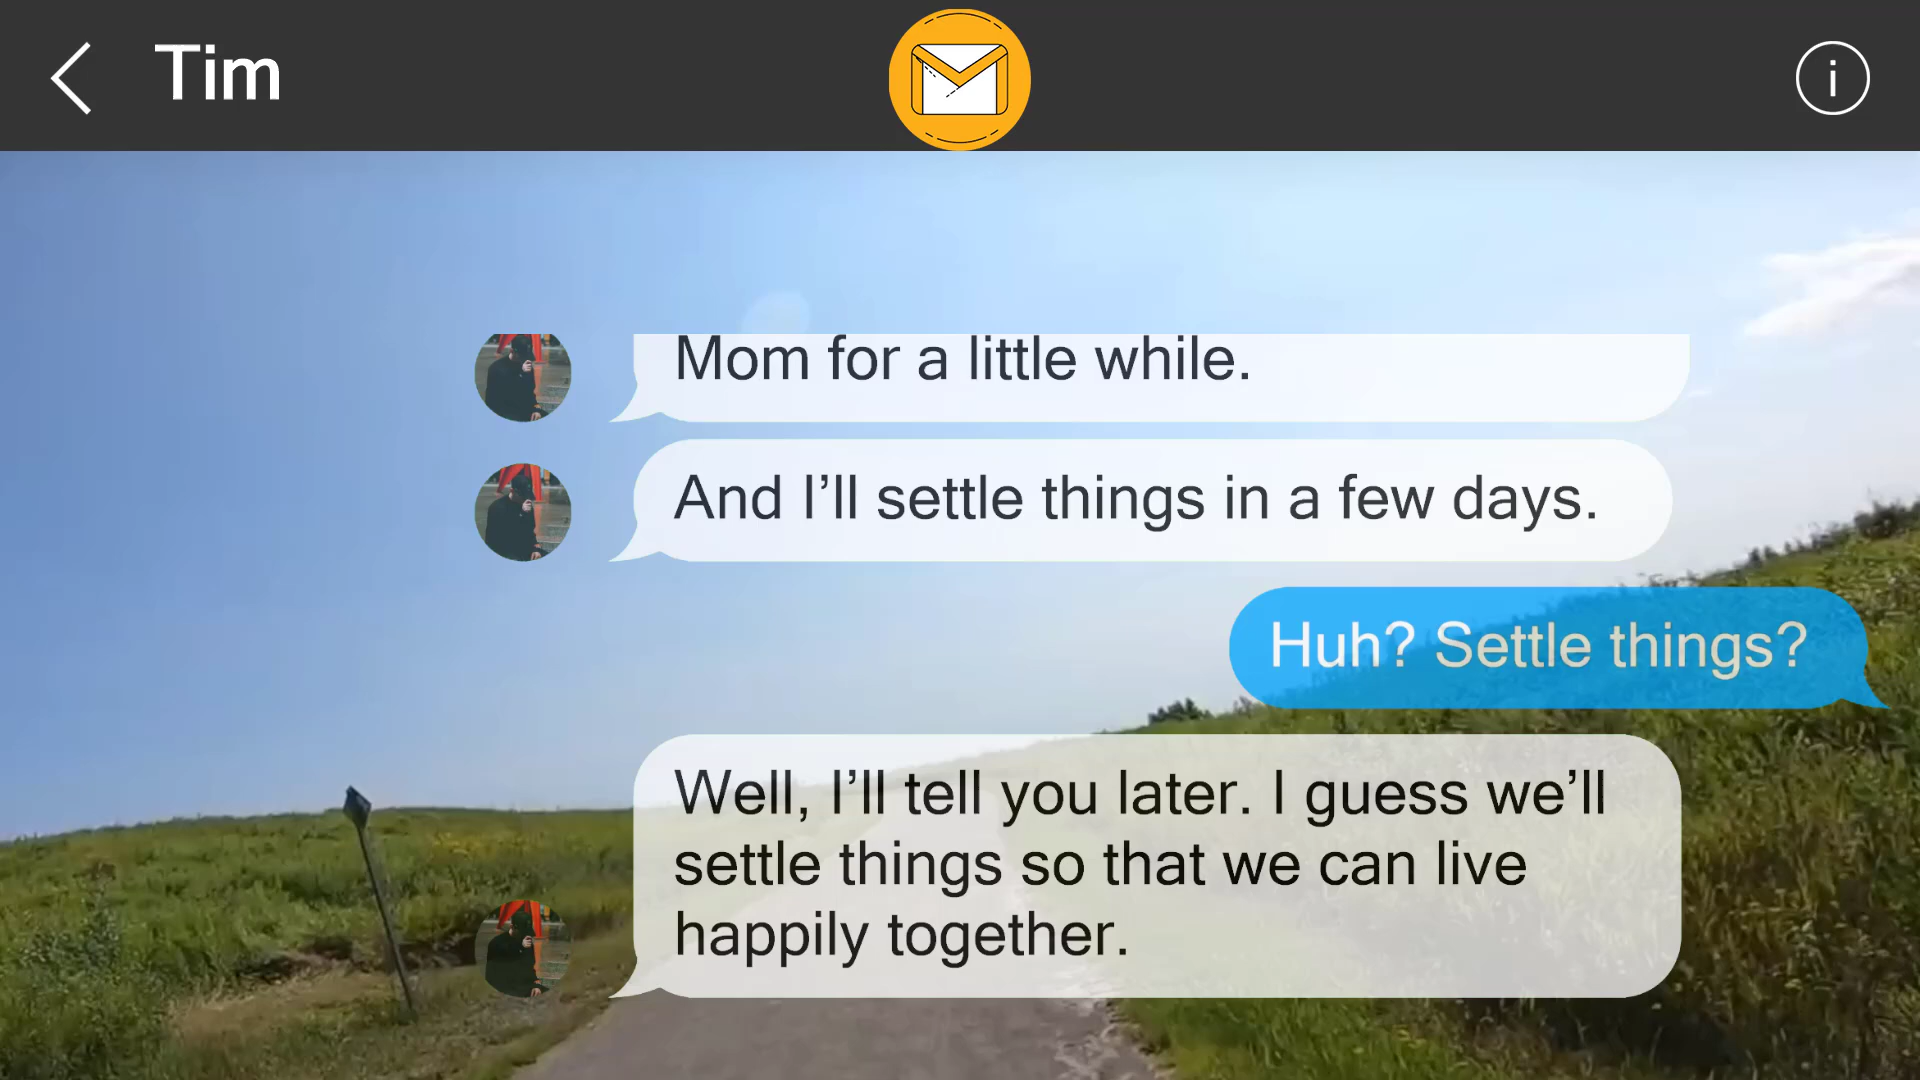 Tim
i
Mom for a little while.
And I’ll settle things in a few days.
Huh? Settle things?
Well, I’ll tell you later. I guess we’ll
settle things so that we can live
happily together.